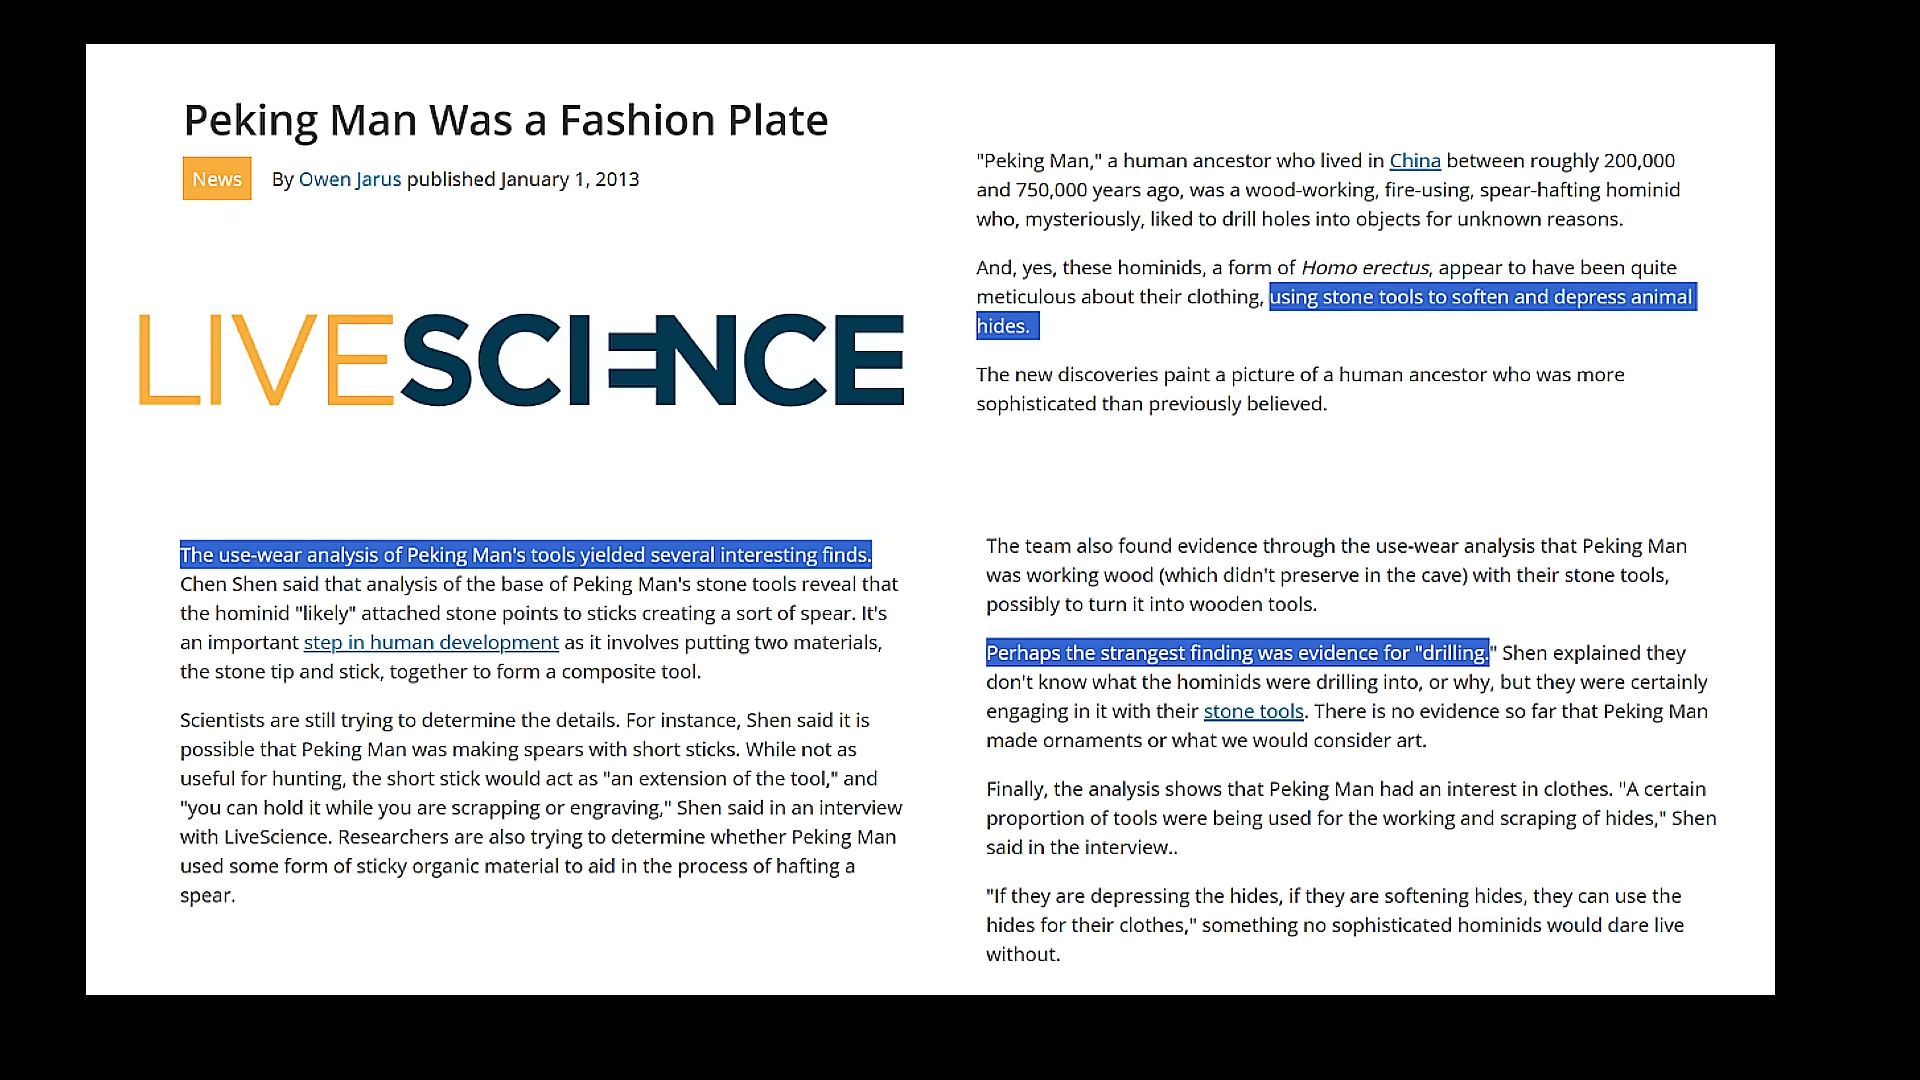 Peking Man Was a Fashion Plate
News By Owen Jarus published January 1, 2013
LIVESCIENCE
"Peking Man," a human ancestor who lived in China between roughly 200,000
and 750,000 years ago, was a wood-working, fire-using, spear-hafting hominid
who, mysteriously, liked to drill holes into objects for unknown reasons.
And, yes, these hominids, a form of Homo erectus, appear to have been quite
meticulous about their clothing, using stone tools to soften and depress animal
hides.
The new discoveries paint a picture of a human ancestor who was more
sophisticated than previously believed.
The use-wear analysis of Peking Man's tools yielded several interesting finds.
Chen Shen said that analysis of the base of Peking Man's stone tools reveal that
the hominid "likely" attached stone points to sticks creating a sort of spear. It's
an important step in human development as it involves putting two materials,
the stone tip and stick, together to form a composite tool.
Scientists are still trying to determine the details. For instance, Shen said it is
possible that Peking Man was making spears with short sticks. While not as
useful for hunting, the short stick would act as "an extension of the tool," and
"you can hold it while you are scrapping or engraving," Shen said in an interview
with LiveScience. Researchers are also trying to determine whether Peking Man
used some form of sticky organic material to aid in the process of hafting a
spear.
The team also found evidence through the use-wear analysis that Peking Man
was working wood (which didn't preserve in the cave) with their stone tools,
possibly to turn it into wooden tools.
Perhaps the strangest finding was evidence for "drilling." Shen explained they
don't know what the hominids were drilling into, or why, but they were certainly
engaging in it with their stone tools. There is no evidence so far that Peking Man
made ornaments or what we would consider art.
Finally, the analysis shows that Peking Man had an interest in clothes. "A certain
proportion of tools were being used for the working and scraping of hides," Shen
said in the interview..
"If they are depressing the hides, if they are softening hides, they can use the
hides for their clothes," something no sophisticated hominids would dare live
without.